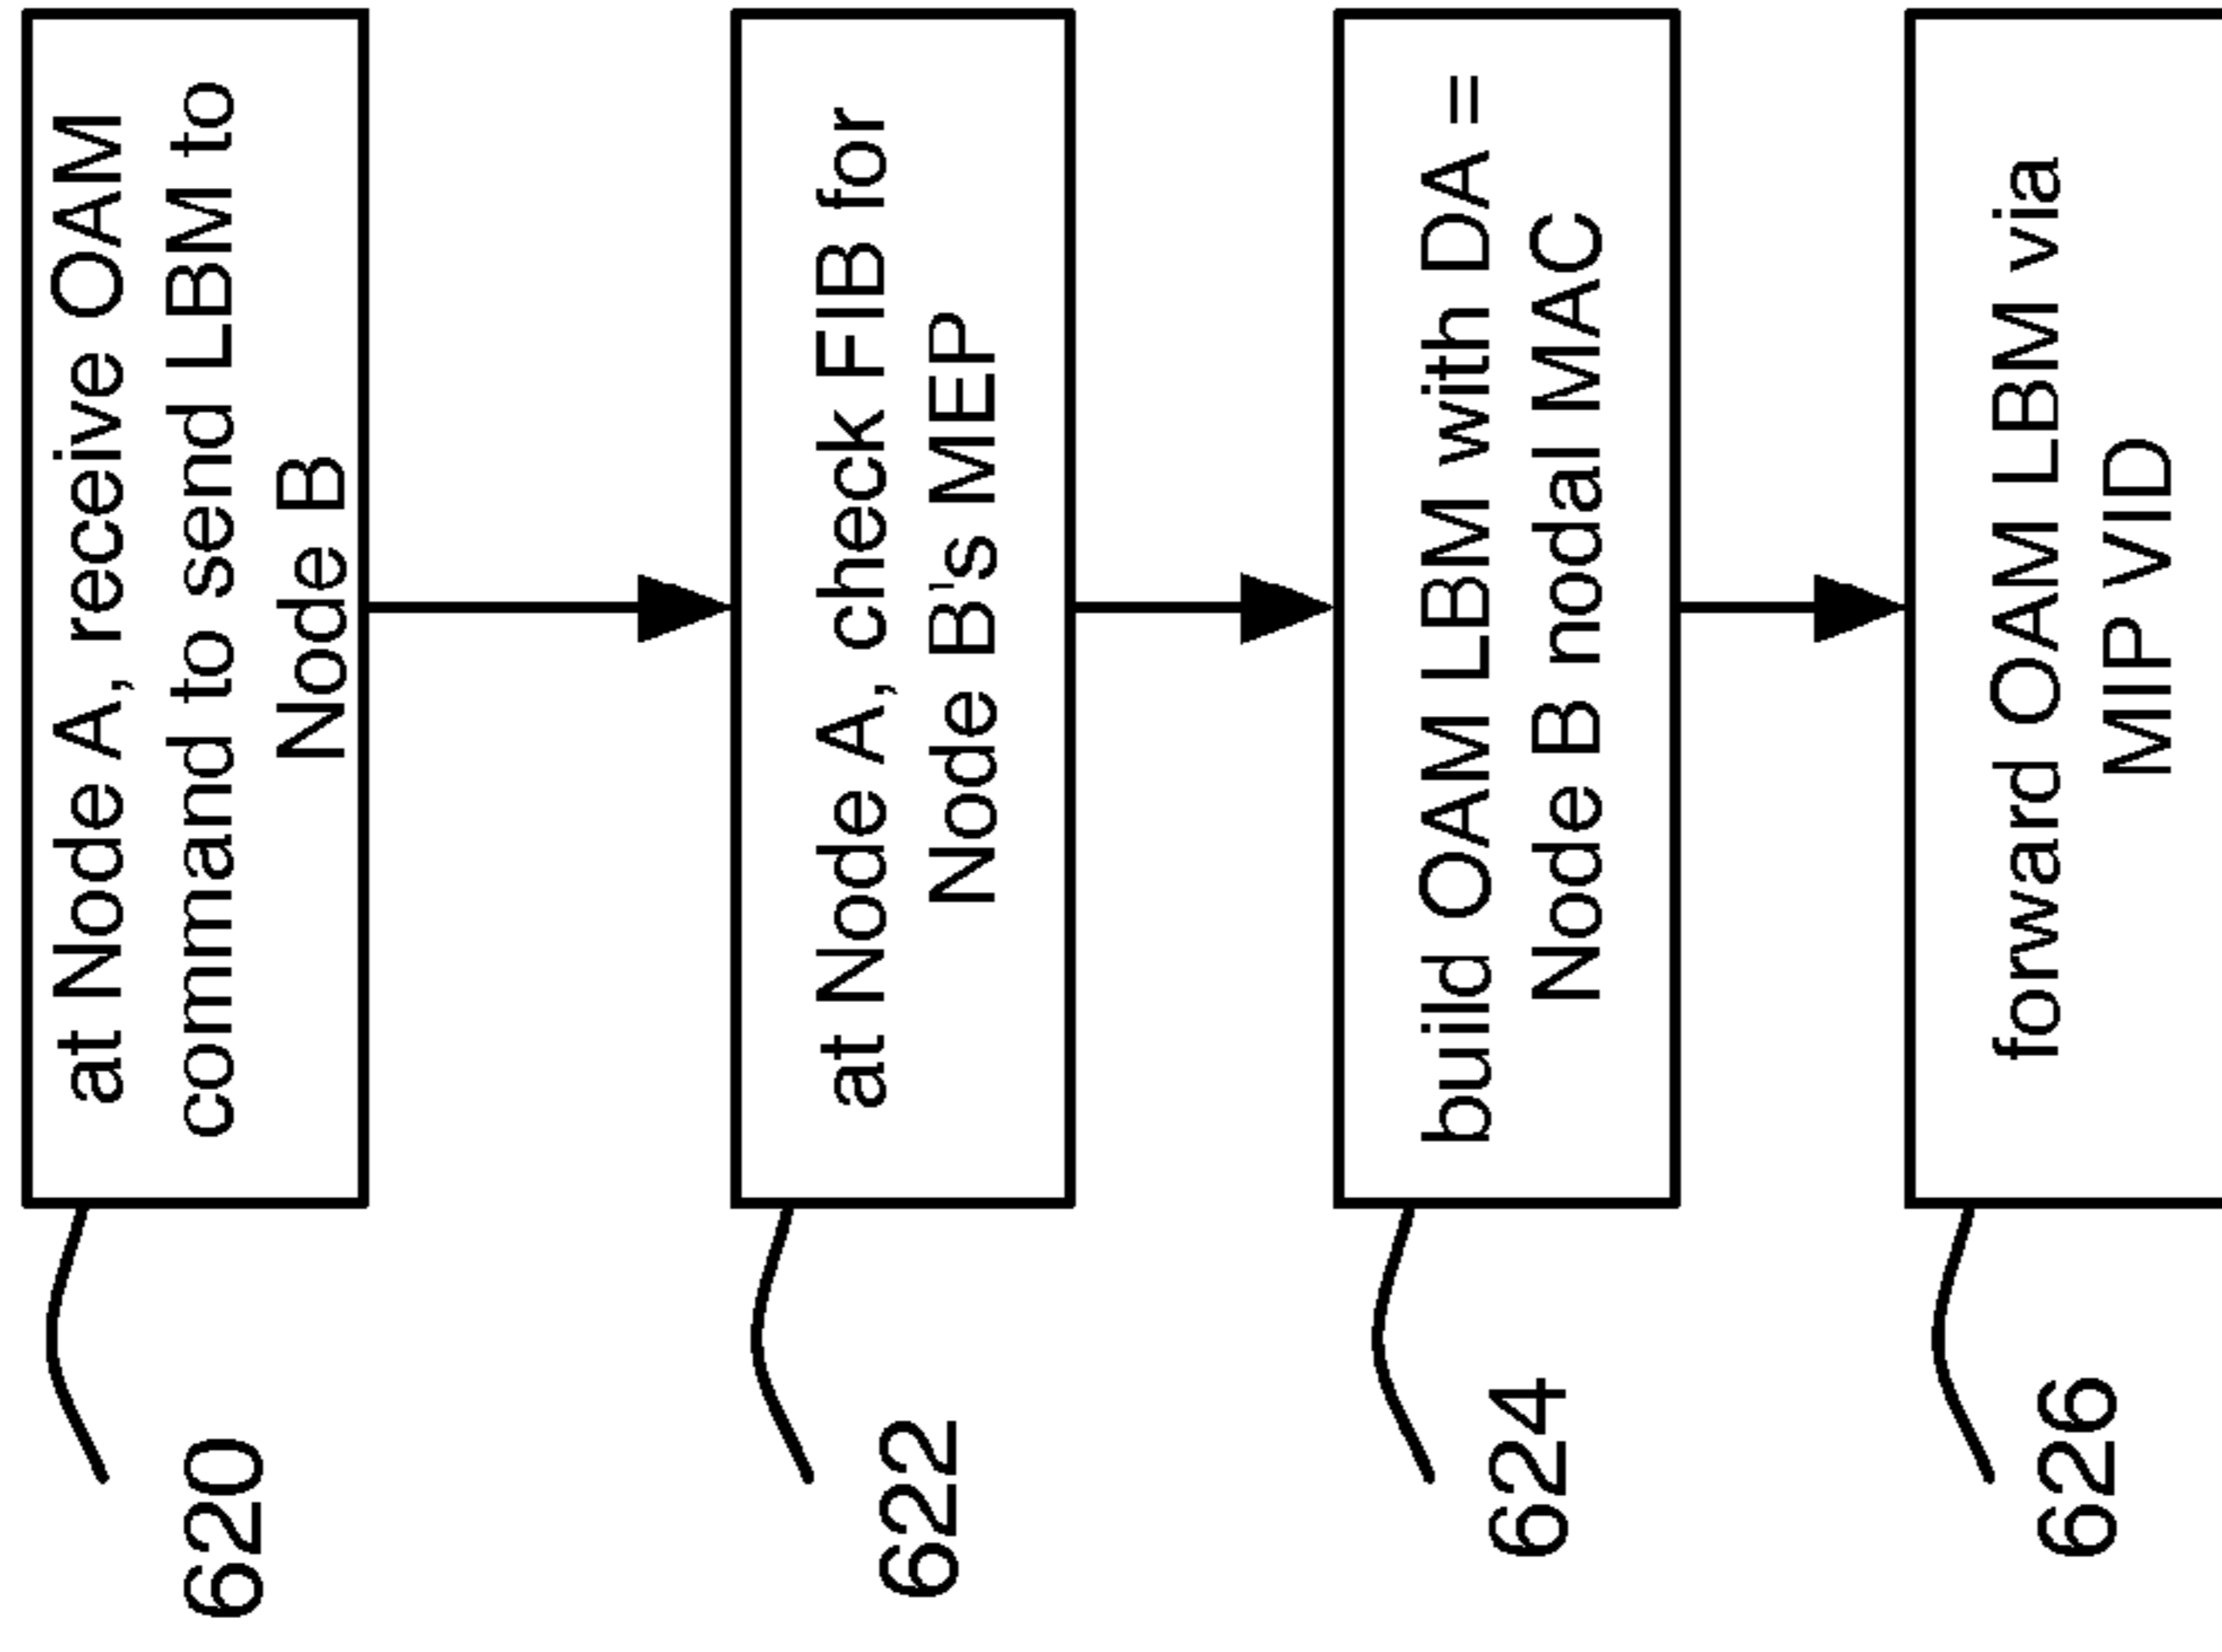 620
at Node A, receive OAM
command to send LBM to
Node B
622
at Node A, check FIB for
Node B's MEP
624
build OAM LBM with DA =
Node B nodal MAC
626
forward OAM LBM via
MIP VID